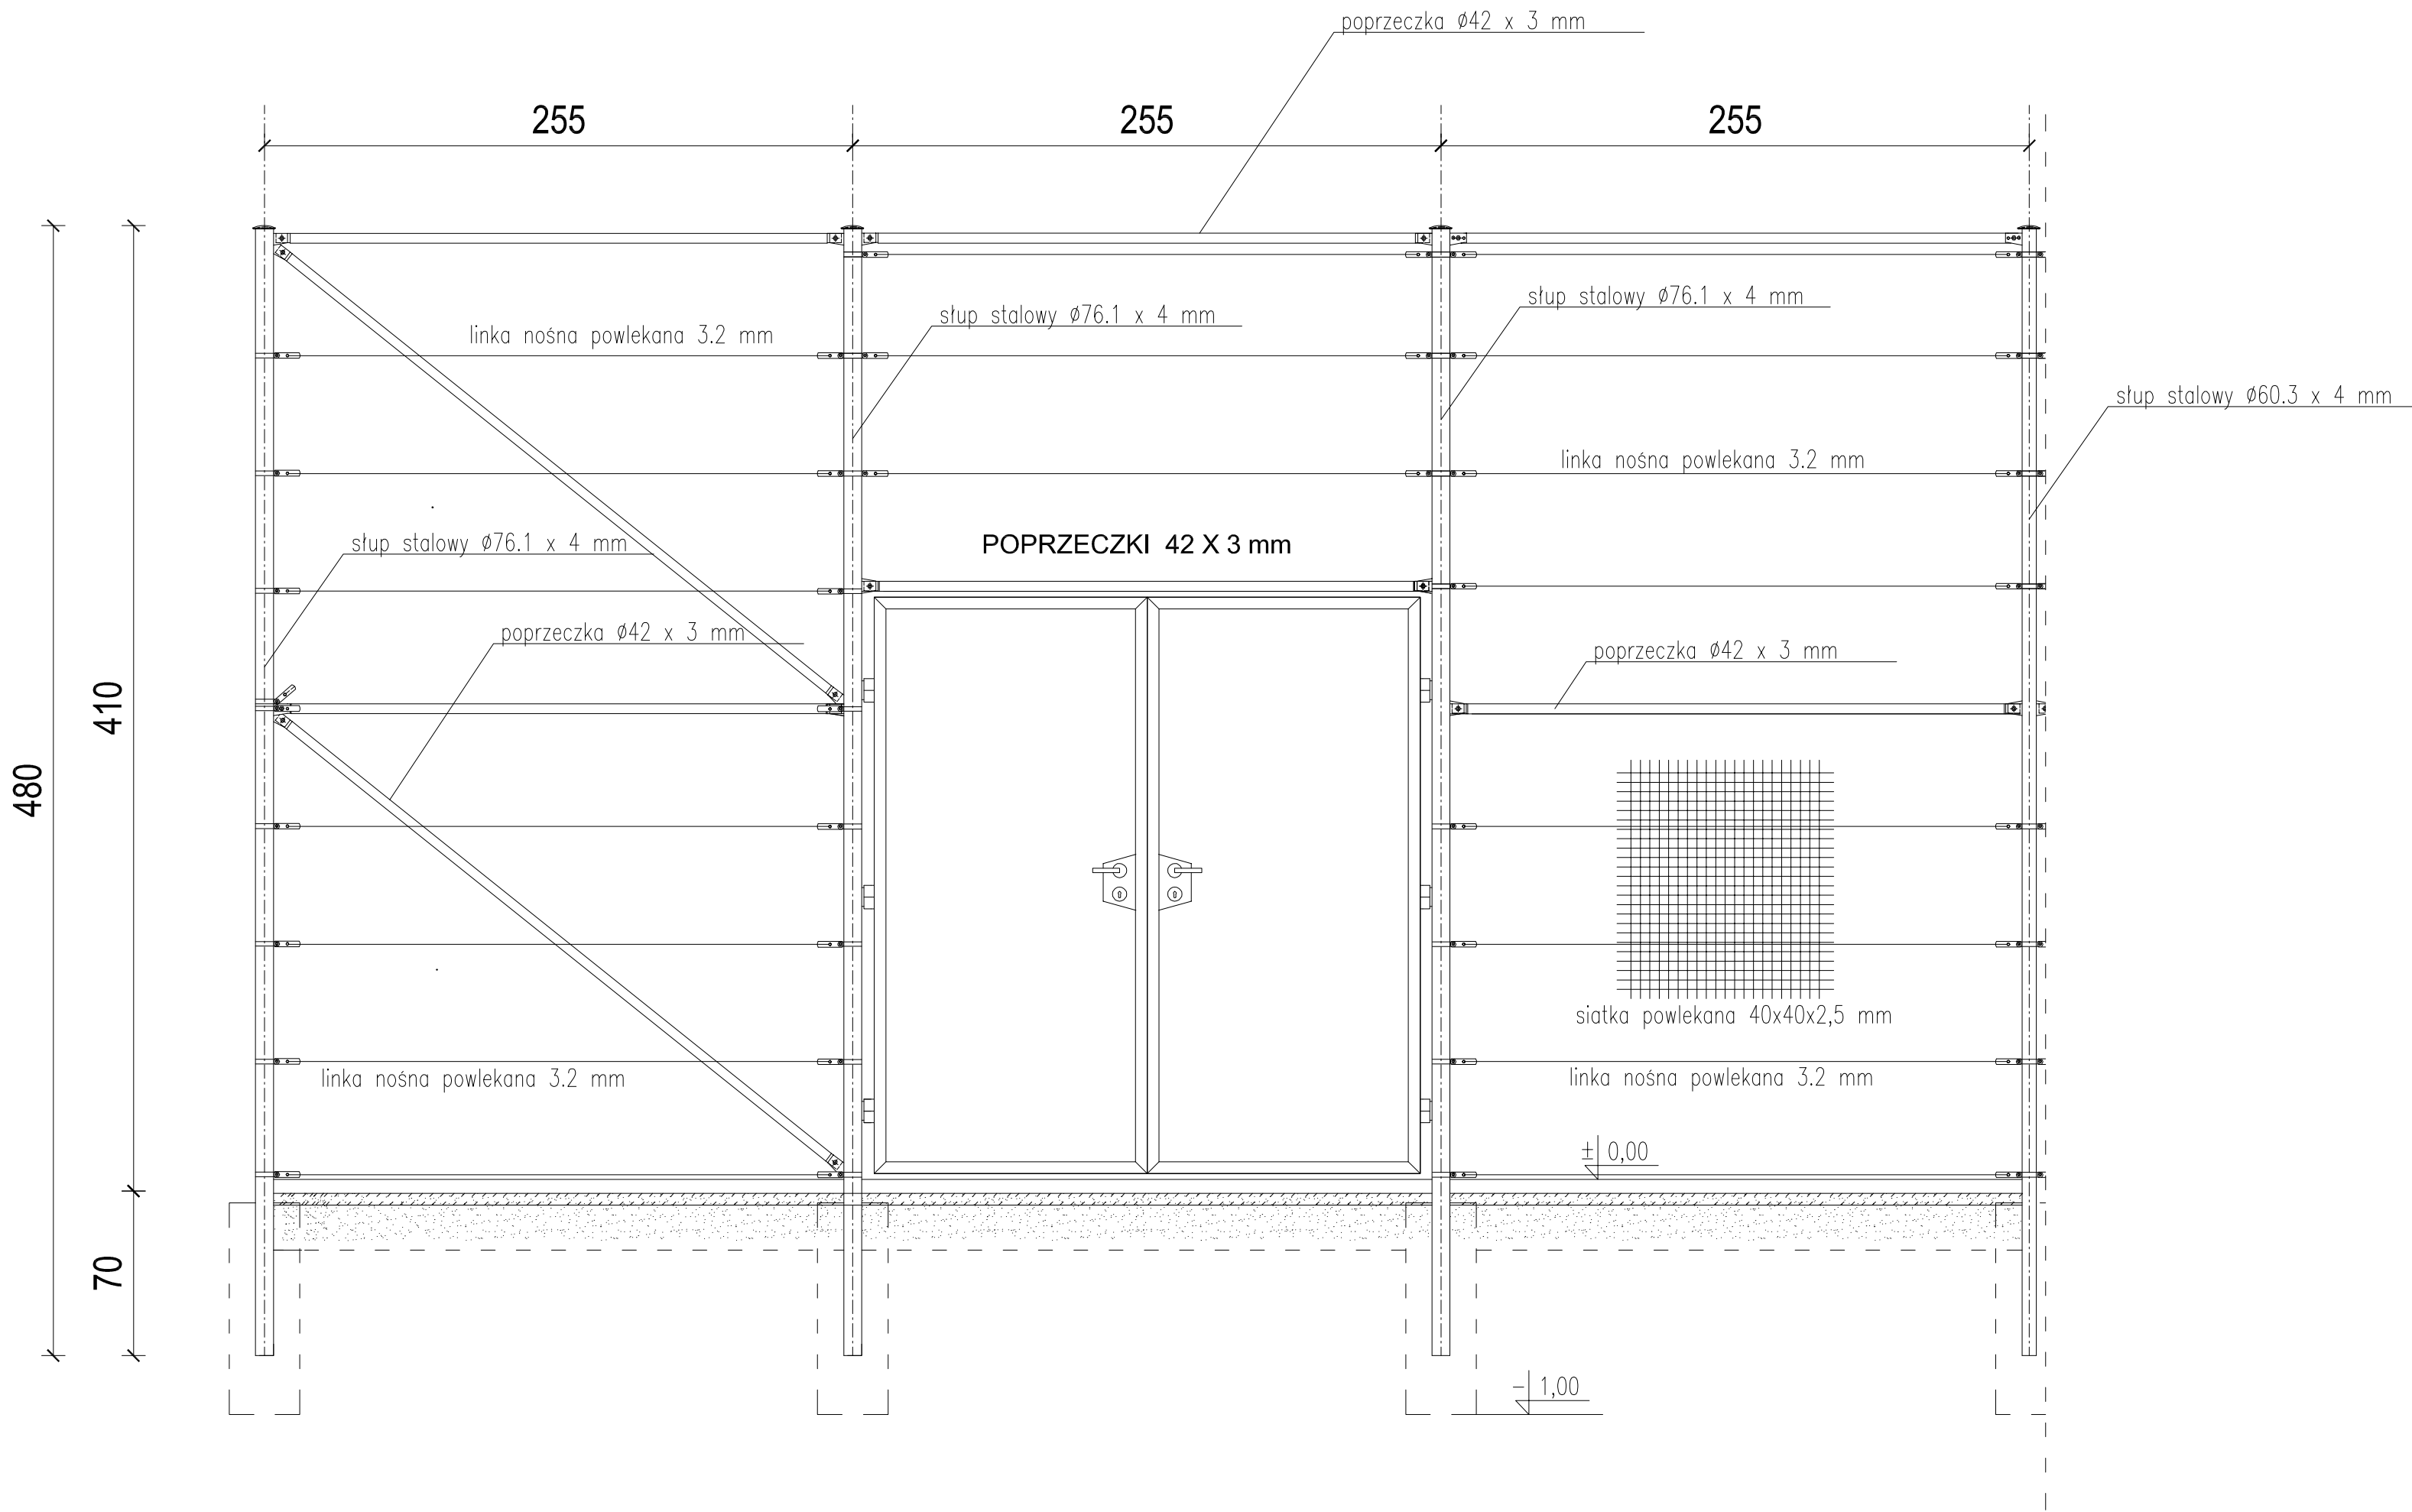 poprzeczka ø42 x 3 mm
255 255 255
słup stalowy ø76.1 x 4 mm
słup stalowy ø76.1 x 4 mm
linka nośna powlekana 3.2 mm
słup stalowy ø60.3 x 4 mm
linka nośna powlekana 3.2 mm
słup stalowy ø76.1 x 4 mm
POPRZECZKI 42 X 3 mm
poprzeczka ø42 x 3 mm
poprzeczka ø42 x 3 mm
410
480
siatka powlekana 40x40x2,5 mm
linka nośna powlekana 3.2 mm
linka nośna powlekana 3.2 mm
± 0,00
70
- 1,00